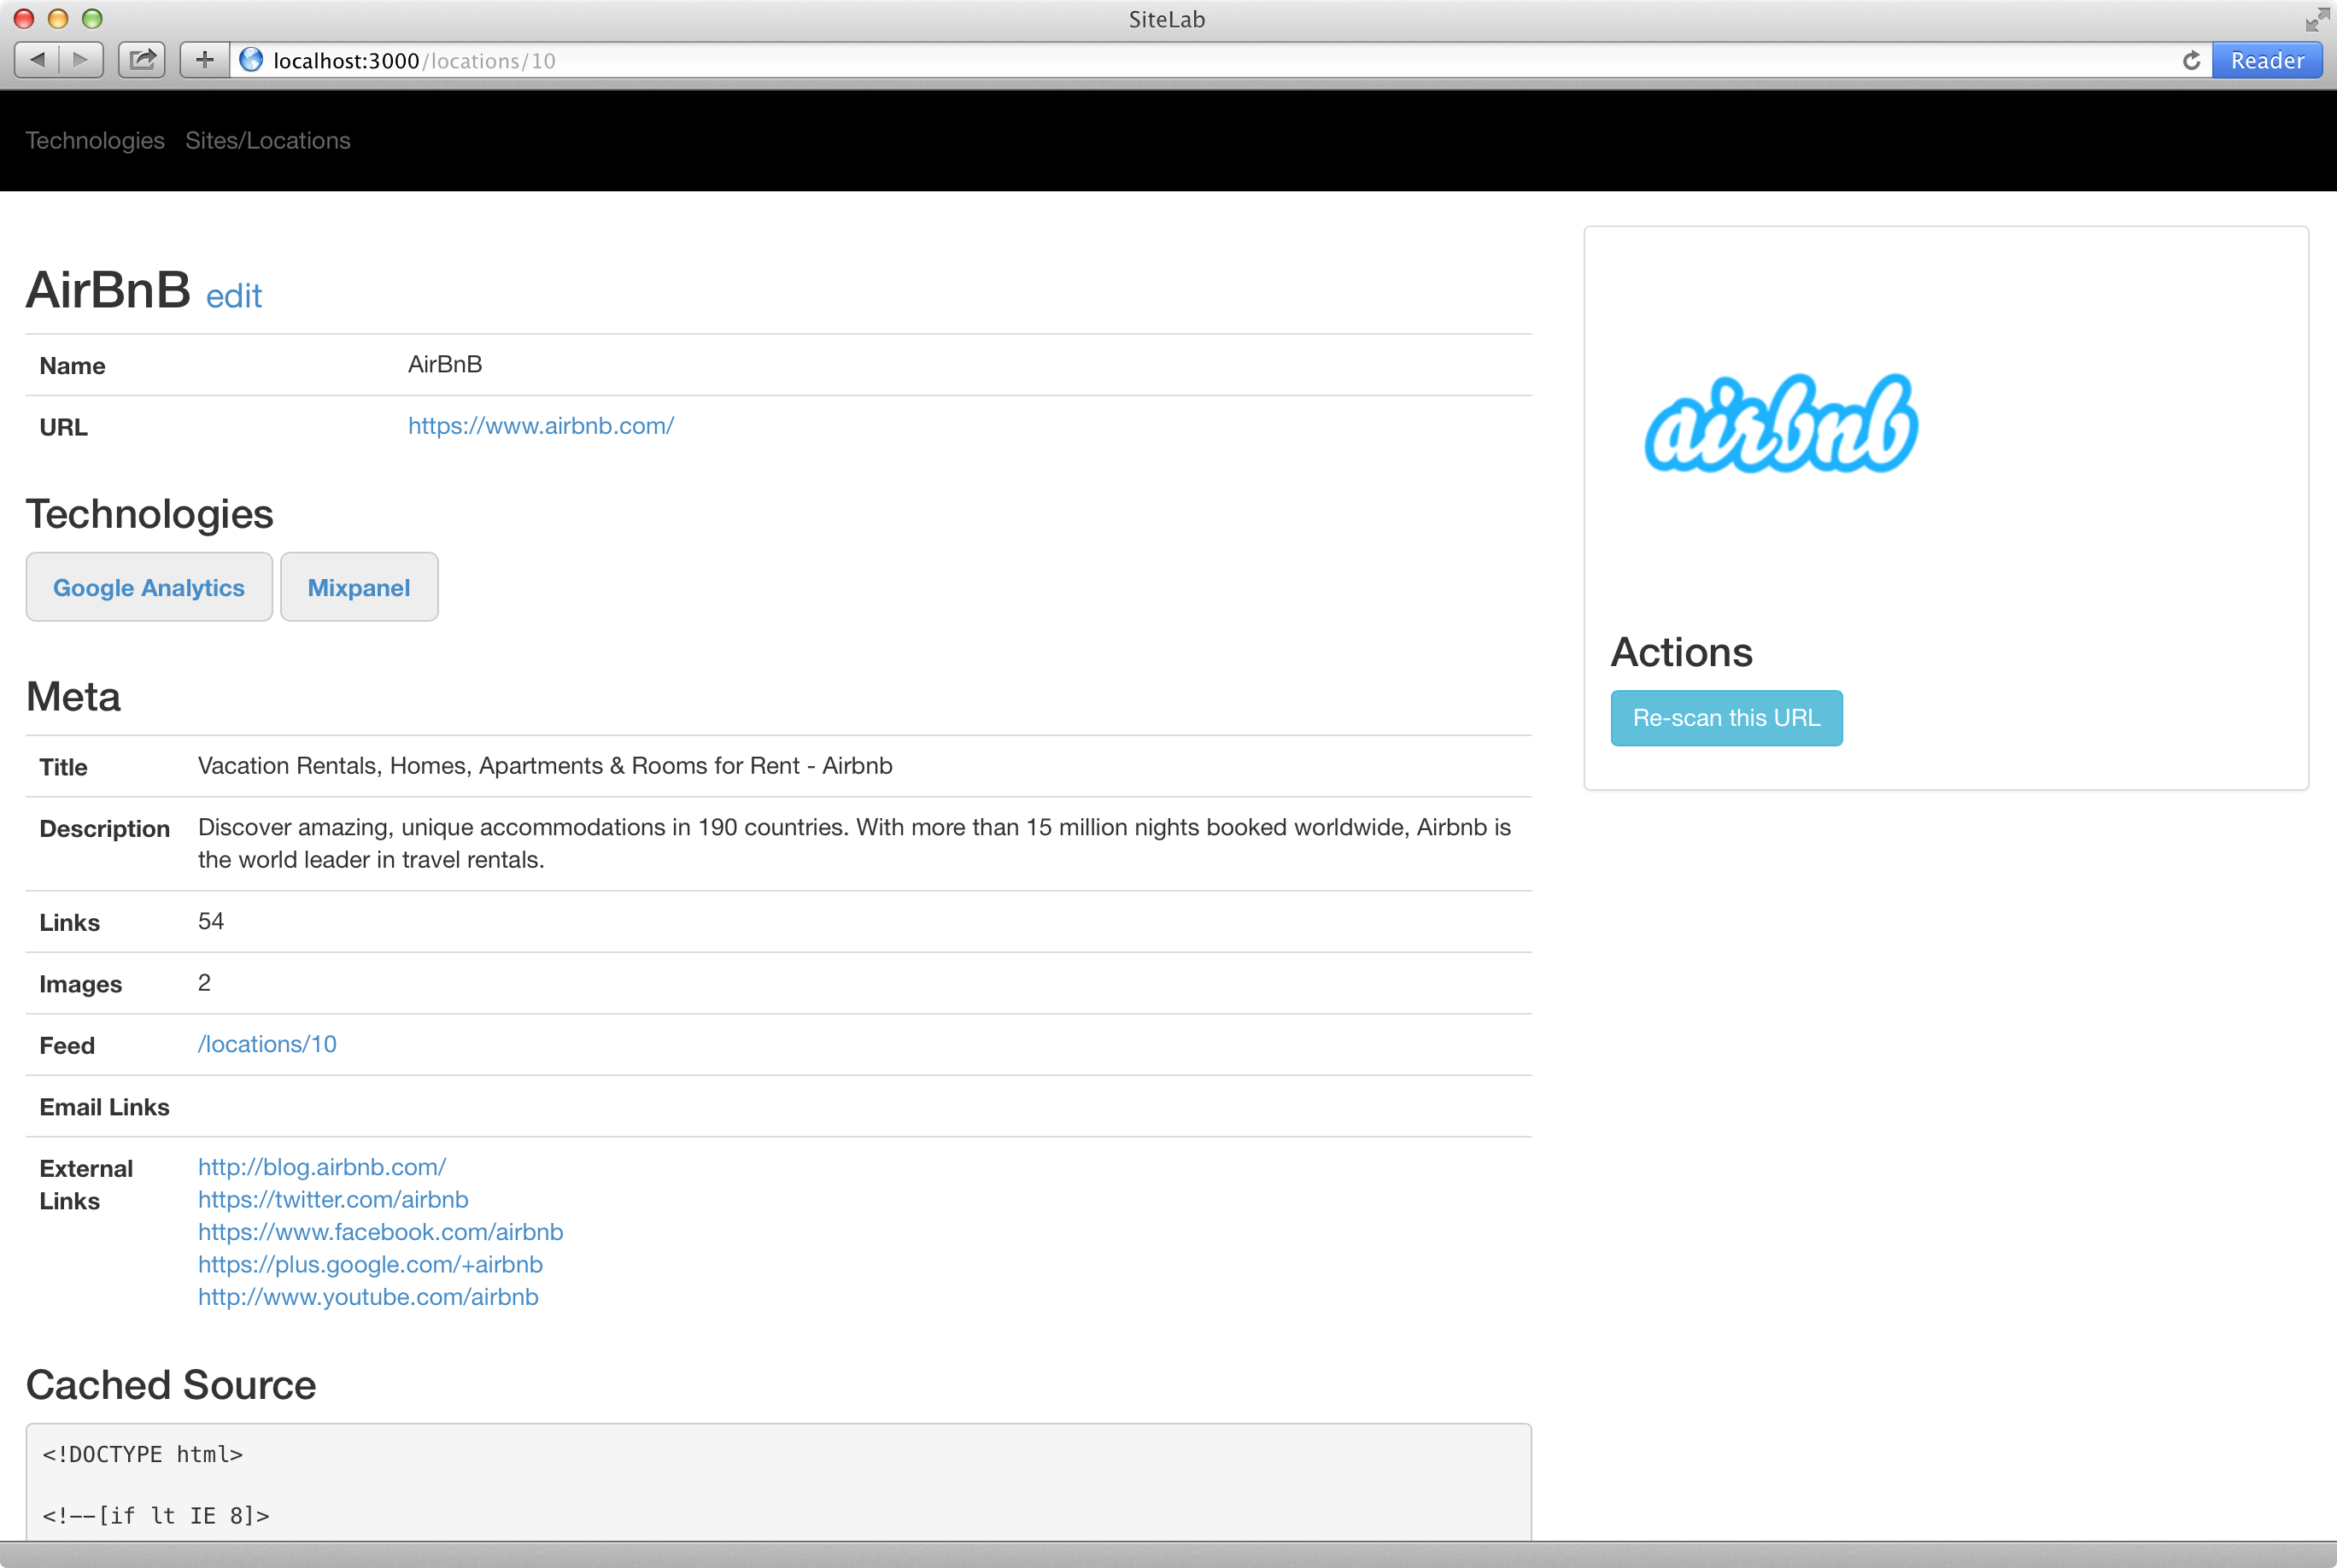 SiteLab
localhost:3000/locations/10
Reader
Technologies Sites/Locations
AirBnB edit
Name AirBnB
URL https://www.airbnb.com/
Technologies
Google Analytics Mixpanel
Meta
Title Vacation Rentals, Homes, Apartments & Rooms for Rent - Airbnb
Description Discover amazing, unique accommodations in 190 countries. With more than 15 million nights booked worldwide, Airbnb is
the world leader in travel rentals.
Links 54
Images 2
Feed /locations/10
Email Links
External http://blog.airbnb.com/
Links https://twitter.com/airbnb
https://www.facebook.com/airbnb
https://plus.google.com/+airbnb
http://www.youtube.com/airbnb
Cached Source
<!DOCTYPE html>
<!--[if lt IE 8]>
airbnb
Actions
Re-scan this URL